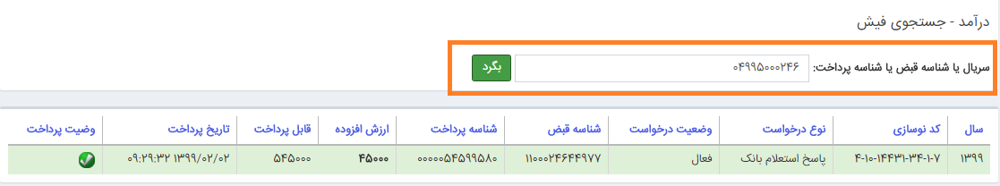 درآمد - جستجوی فیش
سریال یا شناسه قبض یا شناسه پرداخت: ۰۴۹۹۵۰۰۰۲۴۶ بگرد
سال کد نوسازی نوع درخواست وضعیت درخواست شناسه قبض شناسه پرداخت ارزش افزوده قابل پرداخت تاریخ پرداخت وضیت پرداخت
۱۳۹۹ ۴-۱۰-۱۴۴۳۱-۳۴-۱-۷ پاسخ استعلام بانک فعال ۱۱۰۰۰۲۴۶۴۴۹۷۷ ۰۰۰۰۰۵۴۵۹۹۵۸۰ ۴۵۰۰۰ ۵۴۵۰۰۰ ۱۳۹۹/۰۲/۰۲ ۰۹:۲۹:۳۲